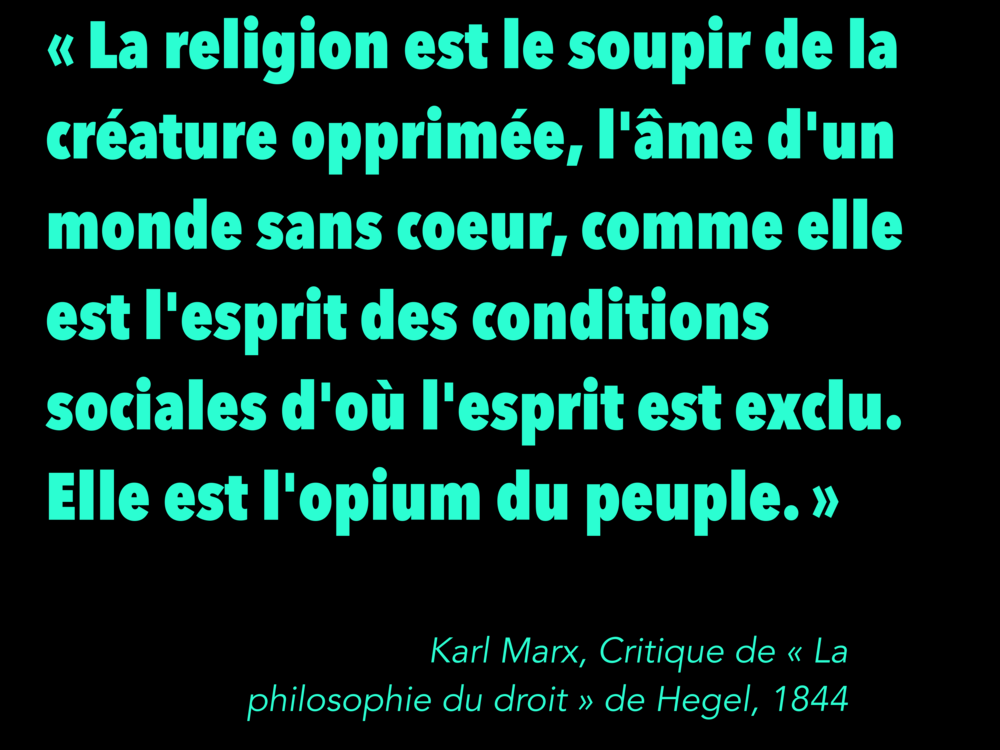 « La religion est le soupir de la
créature opprimée, l'âme d'un
monde sans coeur, comme elle
est l'esprit des conditions
sociales d'où l'esprit est exclu.
Elle est l'opium du peuple. »
Karl Marx, Critique de « La
philosophie du droit » de Hegel, 1844